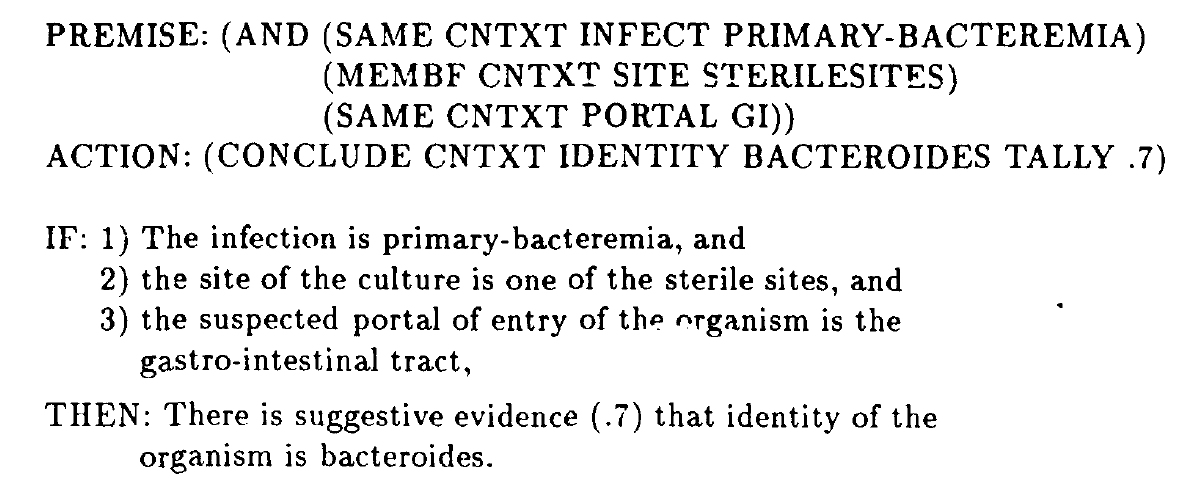 PREMISE: (AND (SAME CNTXT INFECT PRIMARY-BACTEREMIA)
(MEMBF CNTXT SITE STERILESITES)
(SAME CNTXT PORTAL GI))
ACTION: (CONCLUDE CNTXT IDENTITY BACTEROIDES TALLY .7)
IF: 1) The infection is primary-bacteremia, and
2) the site of the culture is one of the sterile sites, and
3) the suspected portal of entry of the organism is the
gastro-intestinal tract,
THEN: There is suggestive evidence (.7) that identity of the
organism is bacteroides.